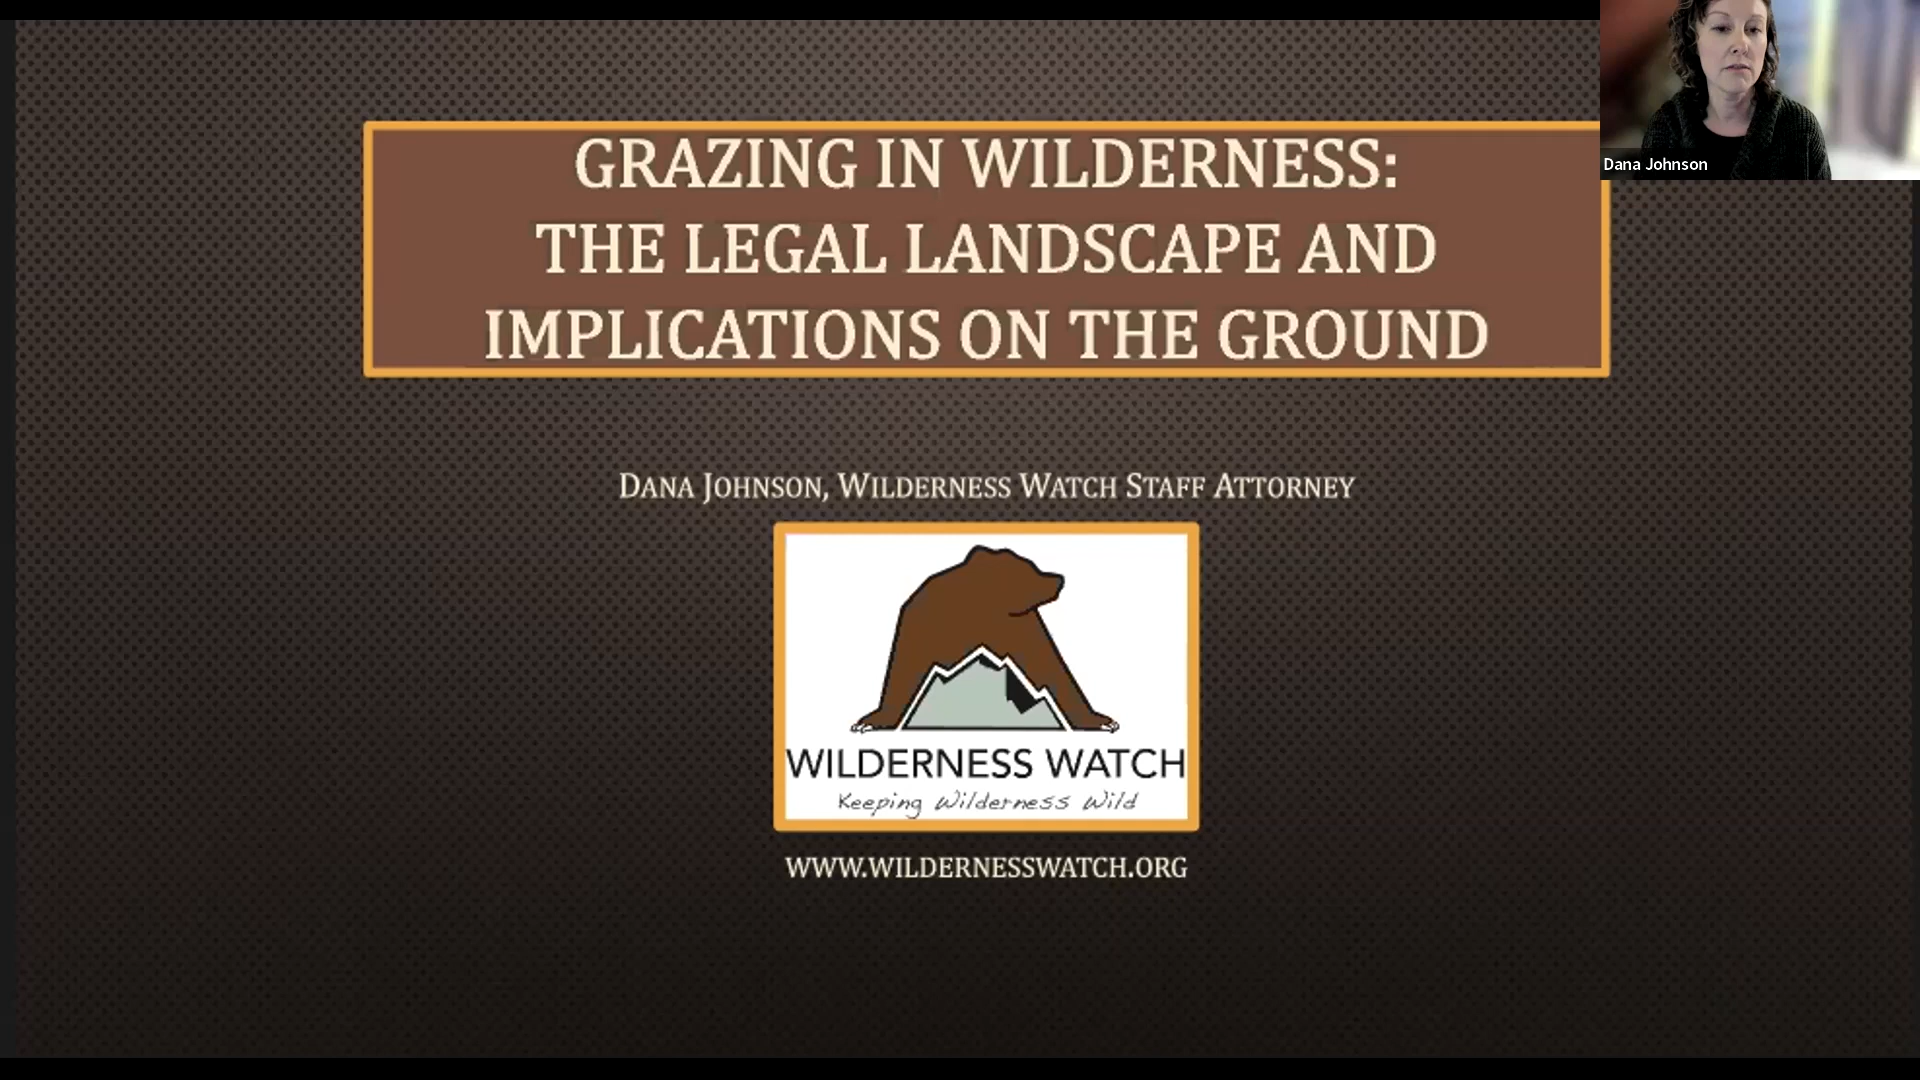 GRAZING IN WILDERNESS:
THE LEGAL LANDSCAPE AND
IMPLICATIONS ON THE GROUND
Dana Johnson
DANA JOHNSON, WILDERNESS WATCH STAFF ATTORNEY
WILDERNESS WATCH
Keeping Wilderness Wild
WWW.WILDERNESSWATCH.ORG